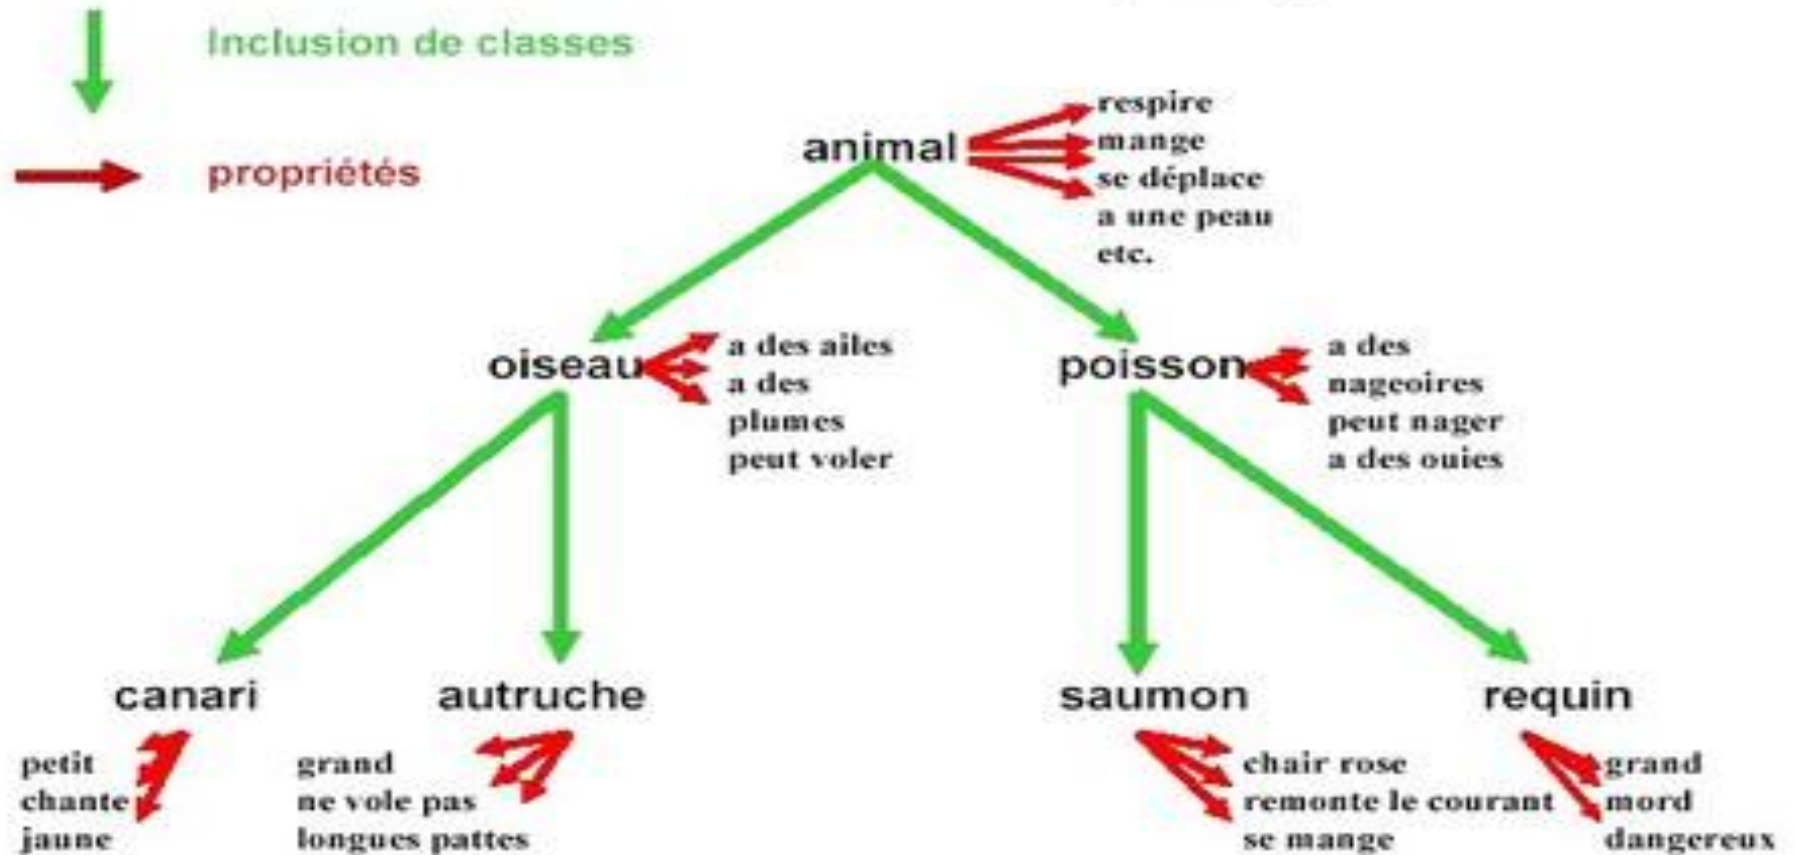 Inclusion de classes
propriétés
animal
respire
mange
se déplace
a une peau
etc.
oiseau
a des ailes
a des
plumes
peut voler
poisson
a des
nageoires
peut nager
a des ouies
canari
petit
chante
jaune
autruche
grand
ne vole pas
longues pattes
saumon
chair rose
remonte le courant
se mange
requin
grand
mord
dangereux